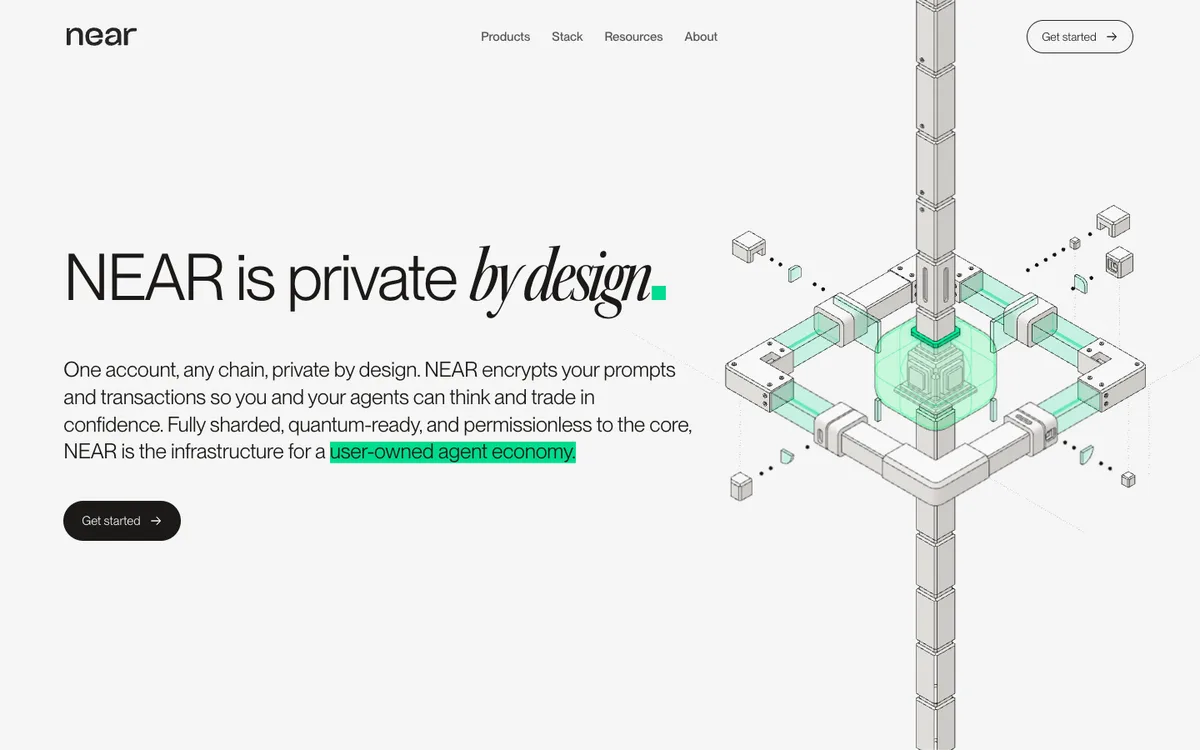 near
Products Stack Resources About
Get started
NEAR is private by design.
One account, any chain, private by design. NEAR encrypts your prompts
and transactions so you and your agents can think and trade in
confidence. Fully sharded, quantum-ready, and permissionless to the core,
NEAR is the infrastructure for a user-owned agent economy.
Get started